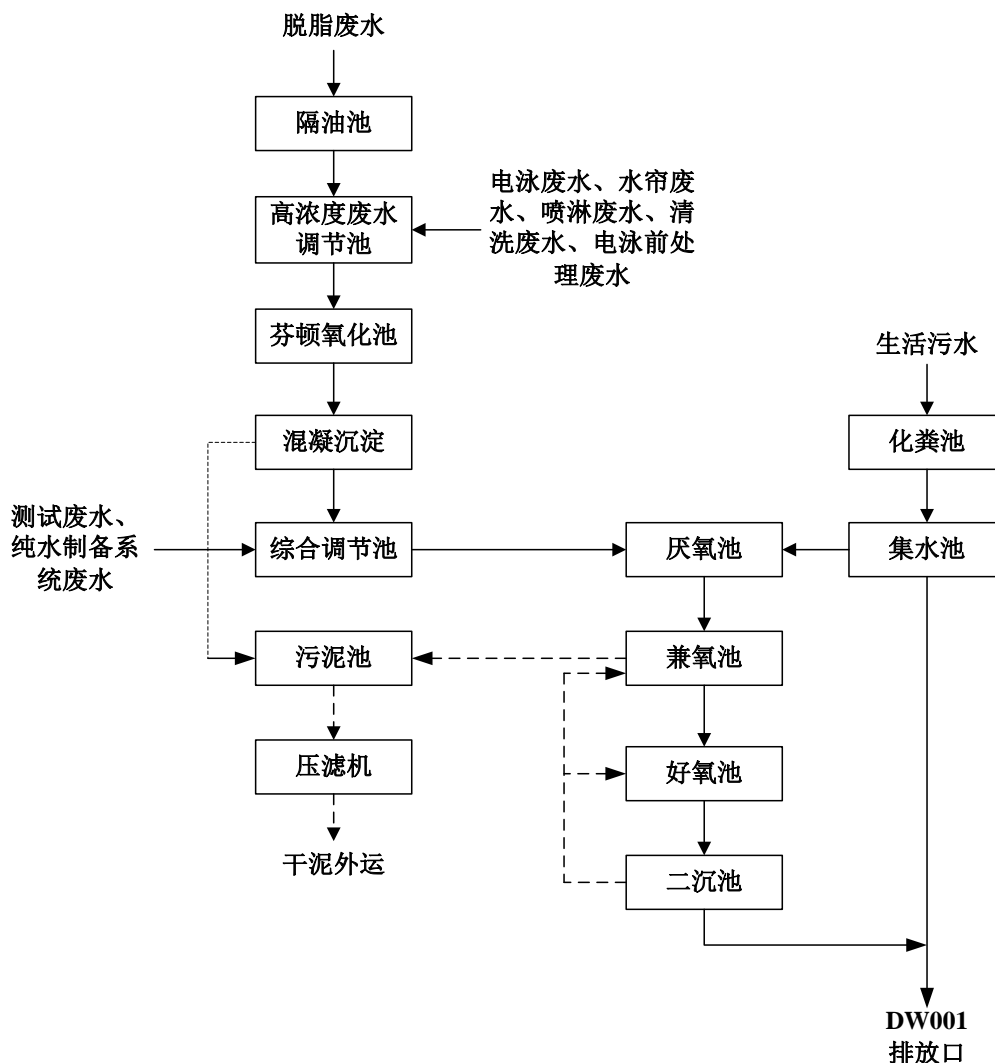 脱脂废水
隔油池
高浓度废水
调节池
电泳废水、水帘废
水、喷淋废水、清
洗废水、电泳前处
理废水
芬顿氧化池
生活污水
混凝沉淀
化粪池
测试废水、
纯水制备系
统废水
综合调节池
厌氧池
集水池
污泥池
兼氧池
压滤机
好氧池
干泥外运
二沉池
DW001
排放口